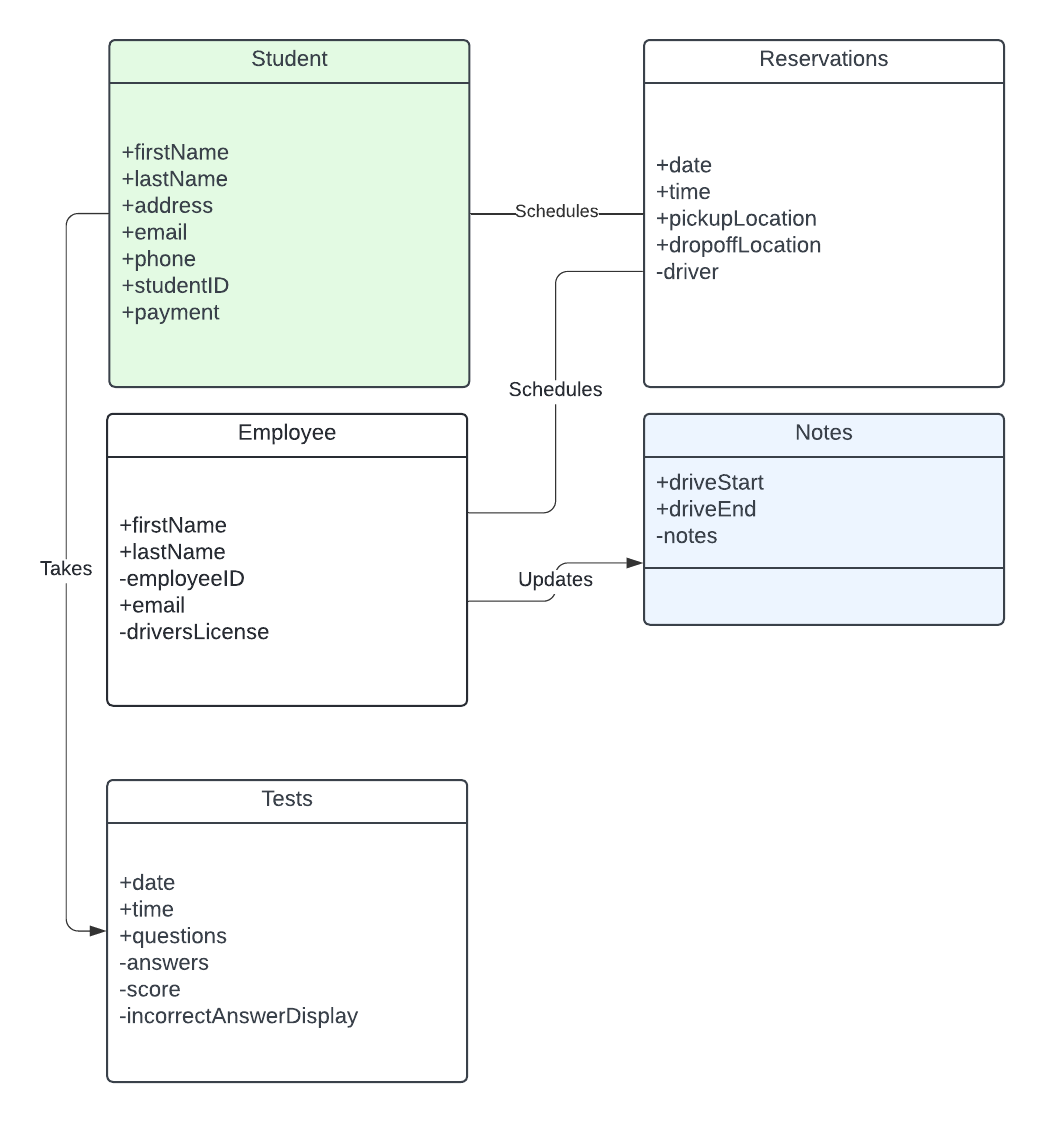 Student
+firstName
+lastName
+address
+email
+phone
+studentID
+payment
Schedules
Reservations
+date
+time
+pickupLocation
+dropoffLocation
-driver
Schedules
Employee
+firstName
+lastName
-employeeID
+email
-driversLicense
Updates
Notes
+driveStart
+driveEnd
-notes
Takes
Tests
+date
+time
+questions
-answers
-score
-incorrectAnswerDisplay